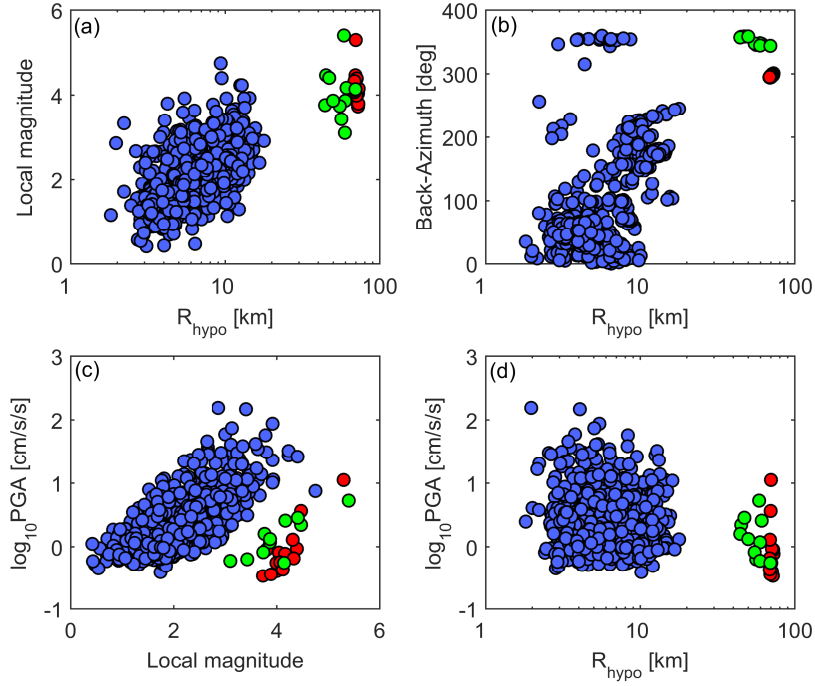 (a)
6
4
2
0
Local magnitude
1
10
100
R_hypo [km]
(b)
400
300
200
100
0
Back-Azimuth [deg]
1
10
100
R_hypo [km]
(c)
3
2
1
0
-1
log₁₀PGA [cm/s/s]
0
2
4
6
Local magnitude
(d)
3
2
1
0
-1
log₁₀PGA [cm/s/s]
1
10
100
R_hypo [km]